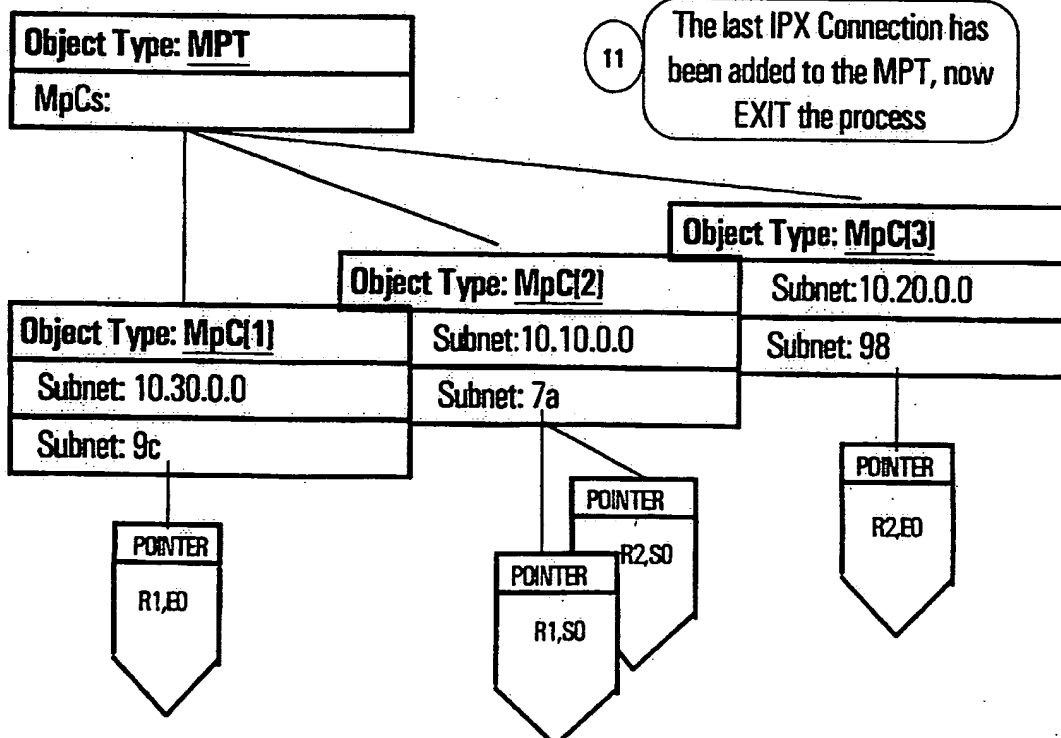 Object Type: MPT
MpCs:
11
The last IPX Connection has
been added to the MPT, now
EXIT the process
Object Type: MpC[1]
Subnet: 10.30.0.0
Subnet: 9c
POINTER
R1,E0
Object Type: MpC[2]
Subnet:10.10.0.0
Subnet: 7a
POINTER
R1,S0
POINTER
R2,S0
Object Type: MpC[3]
Subnet:10.20.0.0
Subnet: 98
POINTER
R2,E0